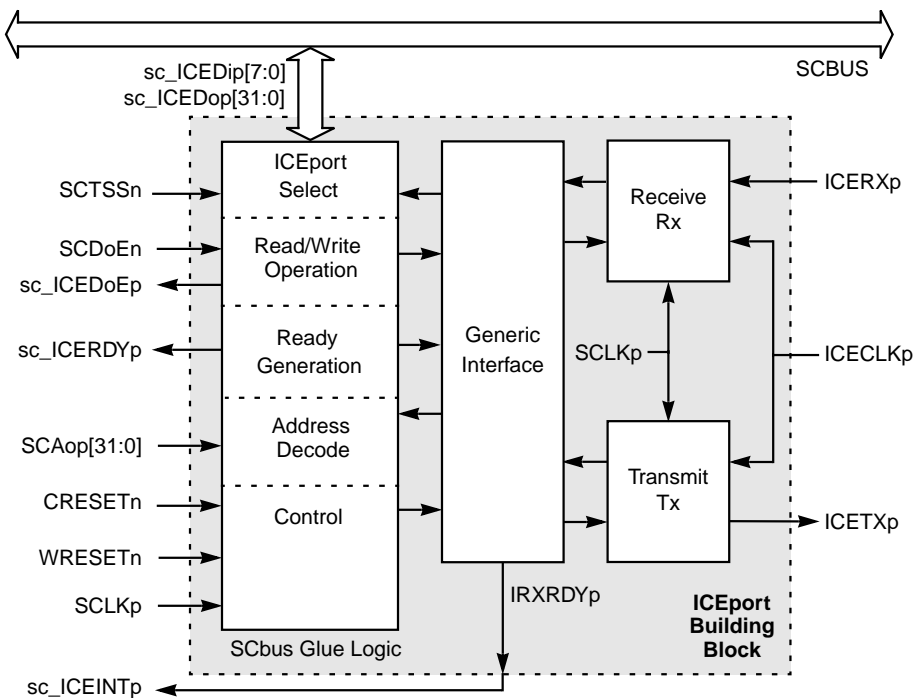 SCBUS
sc_ICEDip[7:0]
sc_ICEDop[31:0]
ICEport
Select
Read/Write
Operation
Ready
Generation
Address
Decode
Control
SCbus Glue Logic
SCTSSn
SCDoEn
sc_ICEDoEp
sc_ICERDYp
SCAop[31:0]
CRESETn
WRESETn
SCLKp
sc_ICEINTp
Generic
Interface
IRXRDYp
Receive
Rx
SCLKp
Transmit
Tx
ICERXp
ICECLKp
ICETXp
ICEport
Building
Block